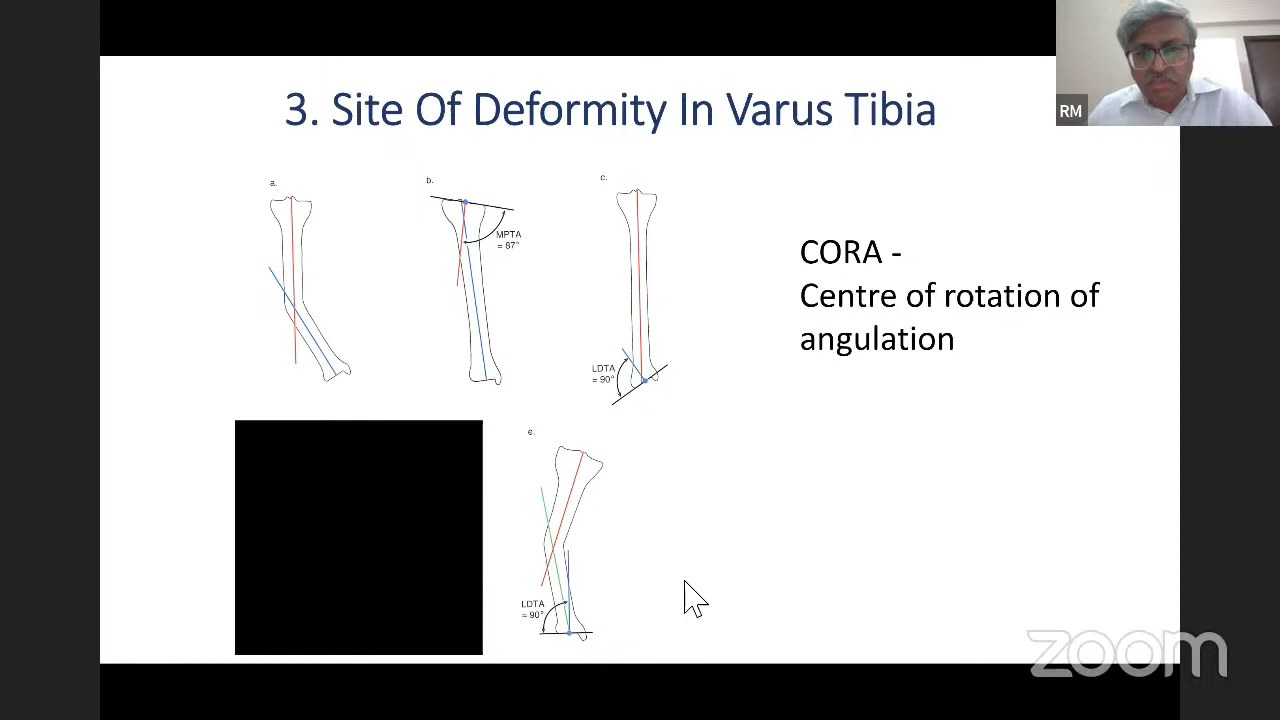 3. Site Of Deformity In Varus Tibia
RM
a.
b.
c.
MPTA
= 87°
LDTA
= 90°
CORA -
Centre of rotation of
angulation
e.
LDTA
= 90°
zoom